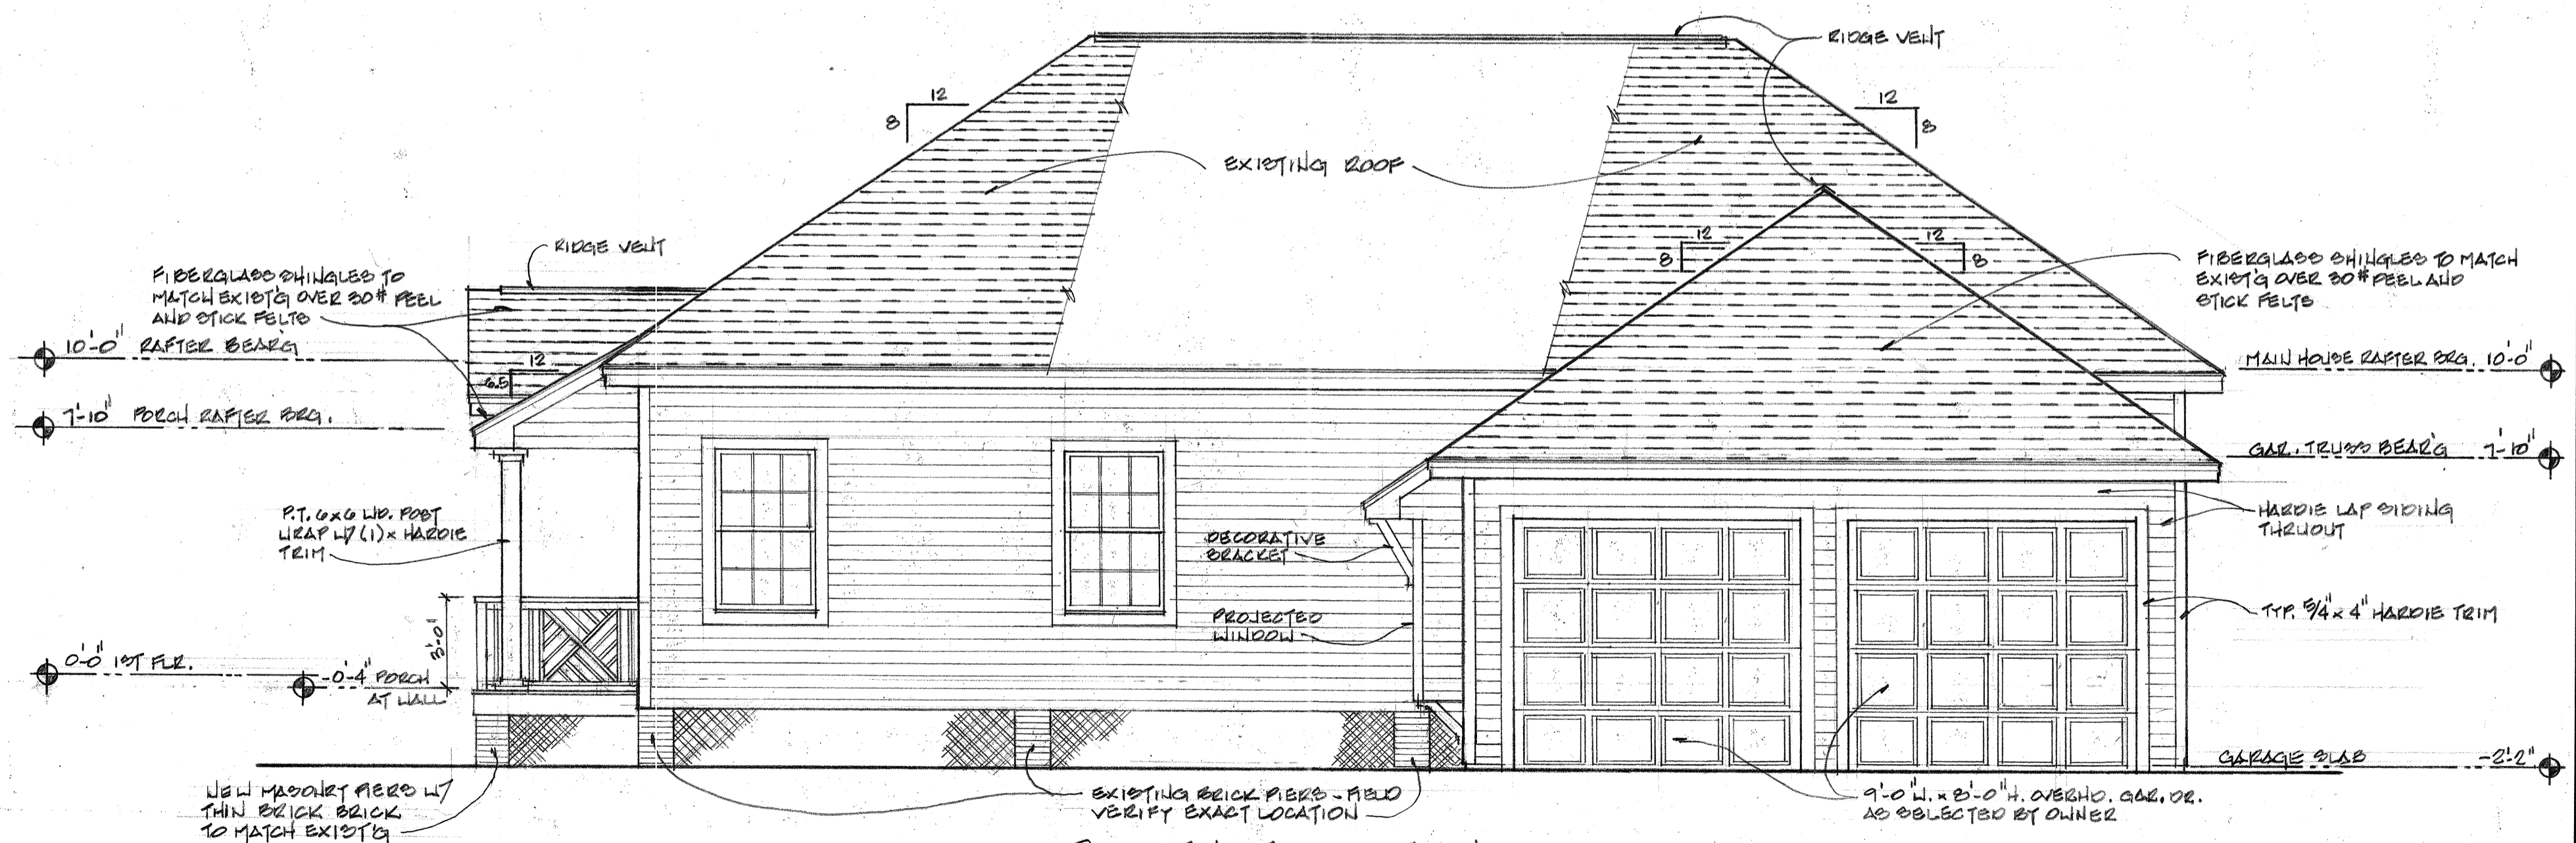 RIDGE VENT
12
8
12
8
EXISTING ROOF
12
8
12
8
RIDGE VENT
FIBERGLASS SHINGLES TO
MATCH EXIST'G OVER 30# PEEL
AND STICK FELTS
FIBERGLASS SHINGLES TO MATCH
EXIST'G OVER 30# PEEL AND
STICK FELTS
10'-0" RAFTER BEAR'G
12
6.5
MAIN HOUSE RAFTER BRG. 10'-0"
7'-10" PORCH RAFTER BRG.
GAR. TRUSS BEAR'G 7'-10"
P.T. 6x6 WD. POST
WRAP W/ (1)x HARDIE
TRIM
DECORATIVE
BRACKET
HARDIE LAP SIDING
THRUOUT
PROJECTED
WINDOW
TYP. 5/4" x 4" HARDIE TRIM
3'-0"
0'-0" 1ST FLR.
-0'-4" PORCH
AT WALL
GARAGE SLAB -2'-2"
NEW MASONRY PIERS W/
THIN BRICK BRICK
TO MATCH EXIST'G
EXISTING BRICK PIERS - FIELD
VERIFY EXACT LOCATION
9'-0" W. x 8'-0" H. OVERHD. GAR. DR.
AS SELECTED BY OWNER